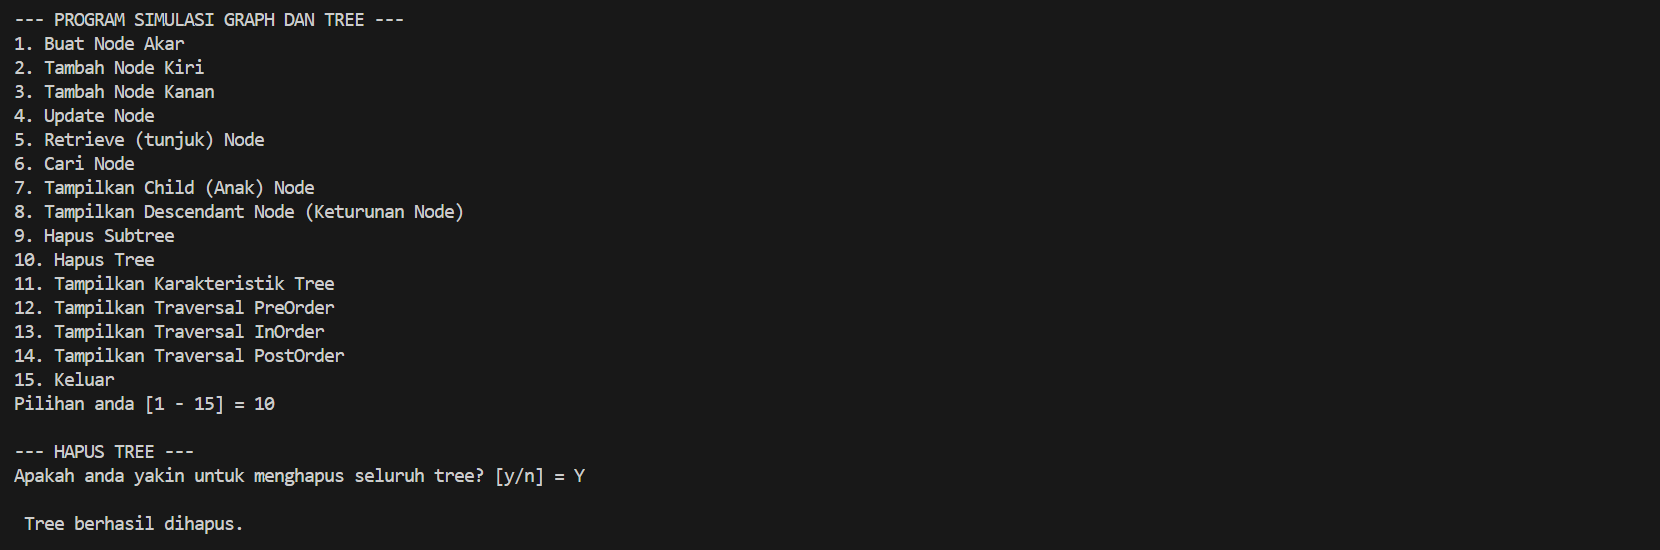 --- PROGRAM SIMULASI GRAPH DAN TREE ---
1. Buat Node Akar
2. Tambah Node Kiri
3. Tambah Node Kanan
4. Update Node
5. Retrieve (tunjuk) Node
6. Cari Node
7. Tampilkan Child (Anak) Node
8. Tampilkan Descendant Node (Keturunan Node)
9. Hapus Subtree
10. Hapus Tree
11. Tampilkan Karakteristik Tree
12. Tampilkan Traversal PreOrder
13. Tampilkan Traversal InOrder
14. Tampilkan Traversal PostOrder
15. Keluar
Pilihan anda [1 - 15] = 10
--- HAPUS TREE ---
Apakah anda yakin untuk menghapus seluruh tree? [y/n] = Y
Tree berhasil dihapus.